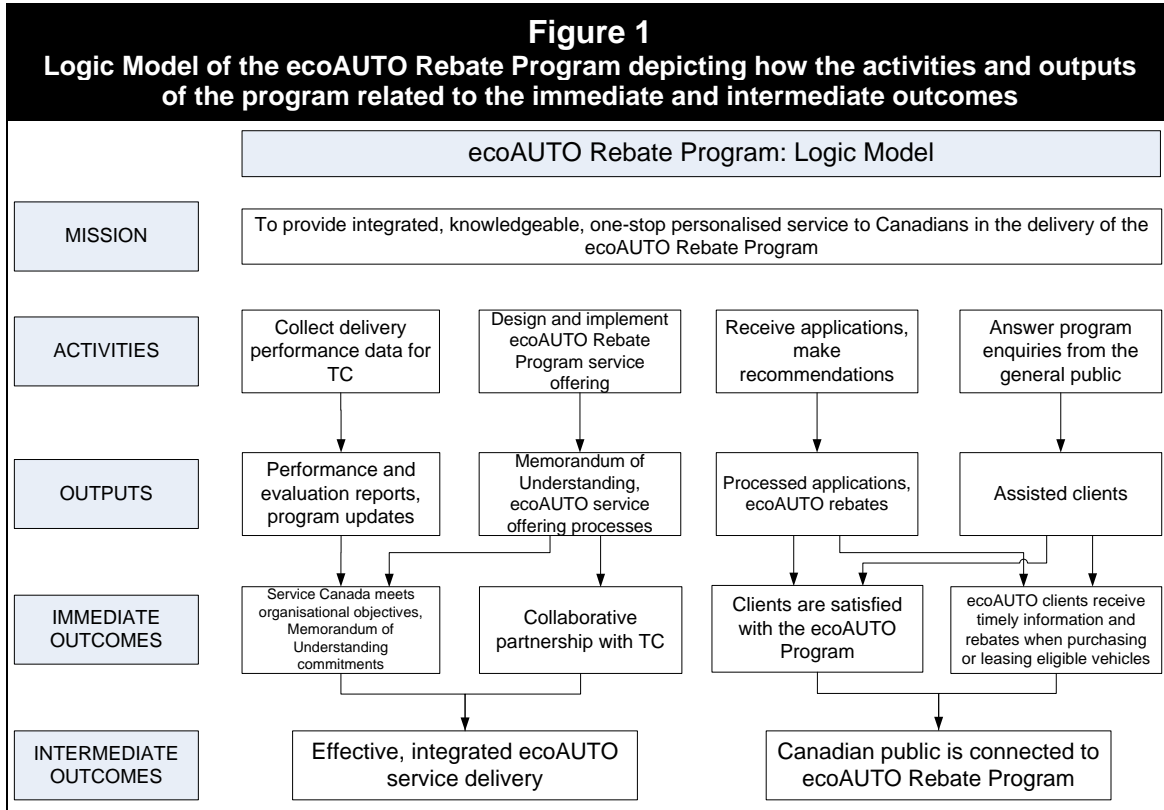 Figure 1
Logic Model of the ecoAUTO Rebate Program depicting how the activities and outputs
of the program related to the immediate and intermediate outcomes
ecoAUTO Rebate Program: Logic Model
MISSION
To provide integrated, knowledgeable, one-stop personalised service to Canadians in the delivery of the
ecoAUTO Rebate Program
ACTIVITIES
Collect delivery
performance data for
TC
Design and implement
ecoAUTO Rebate
Program service
offering
Receive applications,
make
recommendations
Answer program
enquiries from the
general public
OUTPUTS
Performance and
evaluation reports,
program updates
Memorandum of
Understanding,
ecoAUTO service
offering processes
Processed applications,
ecoAUTO rebates
Assisted clients
IMMEDIATE
OUTCOMES
Service Canada meets
organisational objectives,
Memorandum of
Understanding
commitments
Collaborative
partnership with TC
Clients are satisfied
with the ecoAUTO
Program
ecoAUTO clients receive
timely information and
rebates when purchasing
or leasing eligible vehicles
INTERMEDIATE
OUTCOMES
Effective, integrated ecoAUTO
service delivery
Canadian public is connected to
ecoAUTO Rebate Program